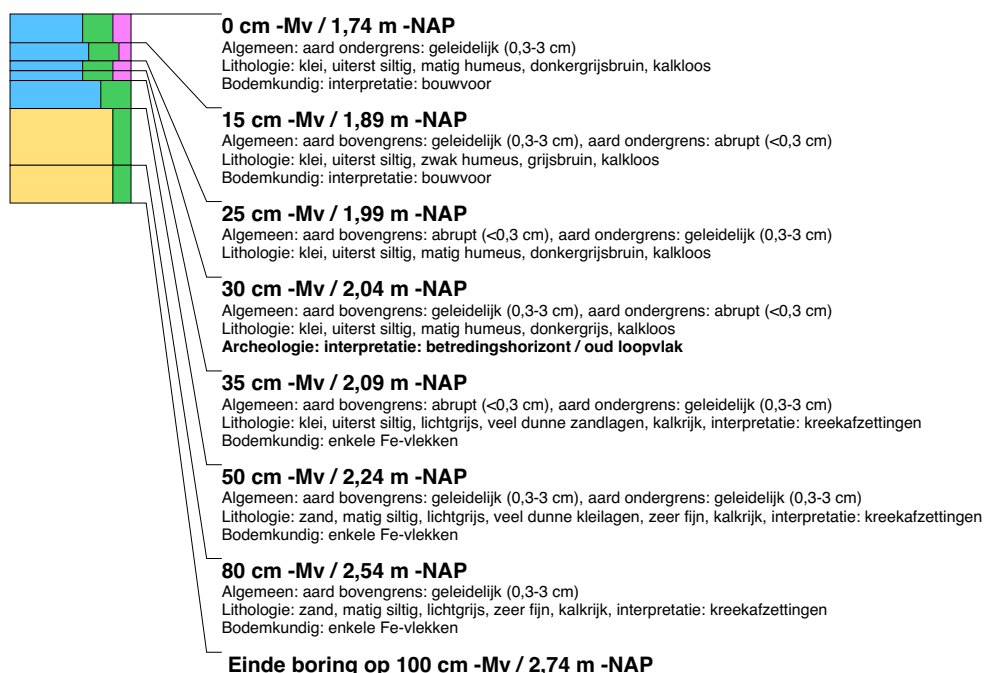 0 cm -Mv / 1,74 m -NAP
Algemeen: aard ondergrens: geleidelijk (0,3-3 cm)
Lithologie: klei, uiterst siltig, matig humeus, donkergrijsbruin, kalkloos
Bodemkundig: interpretatie: bouwvoor
15 cm -Mv / 1,89 m -NAP
Algemeen: aard bovengrens: geleidelijk (0,3-3 cm), aard ondergrens: abrupt (<0,3 cm)
Lithologie: klei, uiterst siltig, zwak humeus, grijsbruin, kalkloos
Bodemkundig: interpretatie: bouwvoor
25 cm -Mv / 1,99 m -NAP
Algemeen: aard bovengrens: abrupt (<0,3 cm), aard ondergrens: geleidelijk (0,3-3 cm)
Lithologie: klei, uiterst siltig, matig humeus, donkergrijsbruin, kalkloos
30 cm -Mv / 2,04 m -NAP
Algemeen: aard bovengrens: geleidelijk (0,3-3 cm), aard ondergrens: abrupt (<0,3 cm)
Lithologie: klei, uiterst siltig, matig humeus, donkergrijs, kalkloos
Archeologie: interpretatie: betredingshorizont / oud loopvlak
35 cm -Mv / 2,09 m -NAP
Algemeen: aard bovengrens: abrupt (<0,3 cm), aard ondergrens: geleidelijk (0,3-3 cm)
Lithologie: klei, uiterst siltig, lichtgrijs, veel dunne zandlagen, kalkrijk, interpretatie: kreekafzettingen
Bodemkundig: enkele Fe-vlekken
50 cm -Mv / 2,24 m -NAP
Algemeen: aard bovengrens: geleidelijk (0,3-3 cm), aard ondergrens: geleidelijk (0,3-3 cm)
Lithologie: zand, matig siltig, lichtgrijs, veel dunne kleilagen, zeer fijn, kalkrijk, interpretatie: kreekafzettingen
Bodemkundig: enkele Fe-vlekken
80 cm -Mv / 2,54 m -NAP
Algemeen: aard bovengrens: geleidelijk (0,3-3 cm)
Lithologie: zand, matig siltig, lichtgrijs, zeer fijn, kalkrijk, interpretatie: kreekafzettingen
Bodemkundig: enkele Fe-vlekken
Einde boring op 100 cm -Mv / 2,74 m -NAP